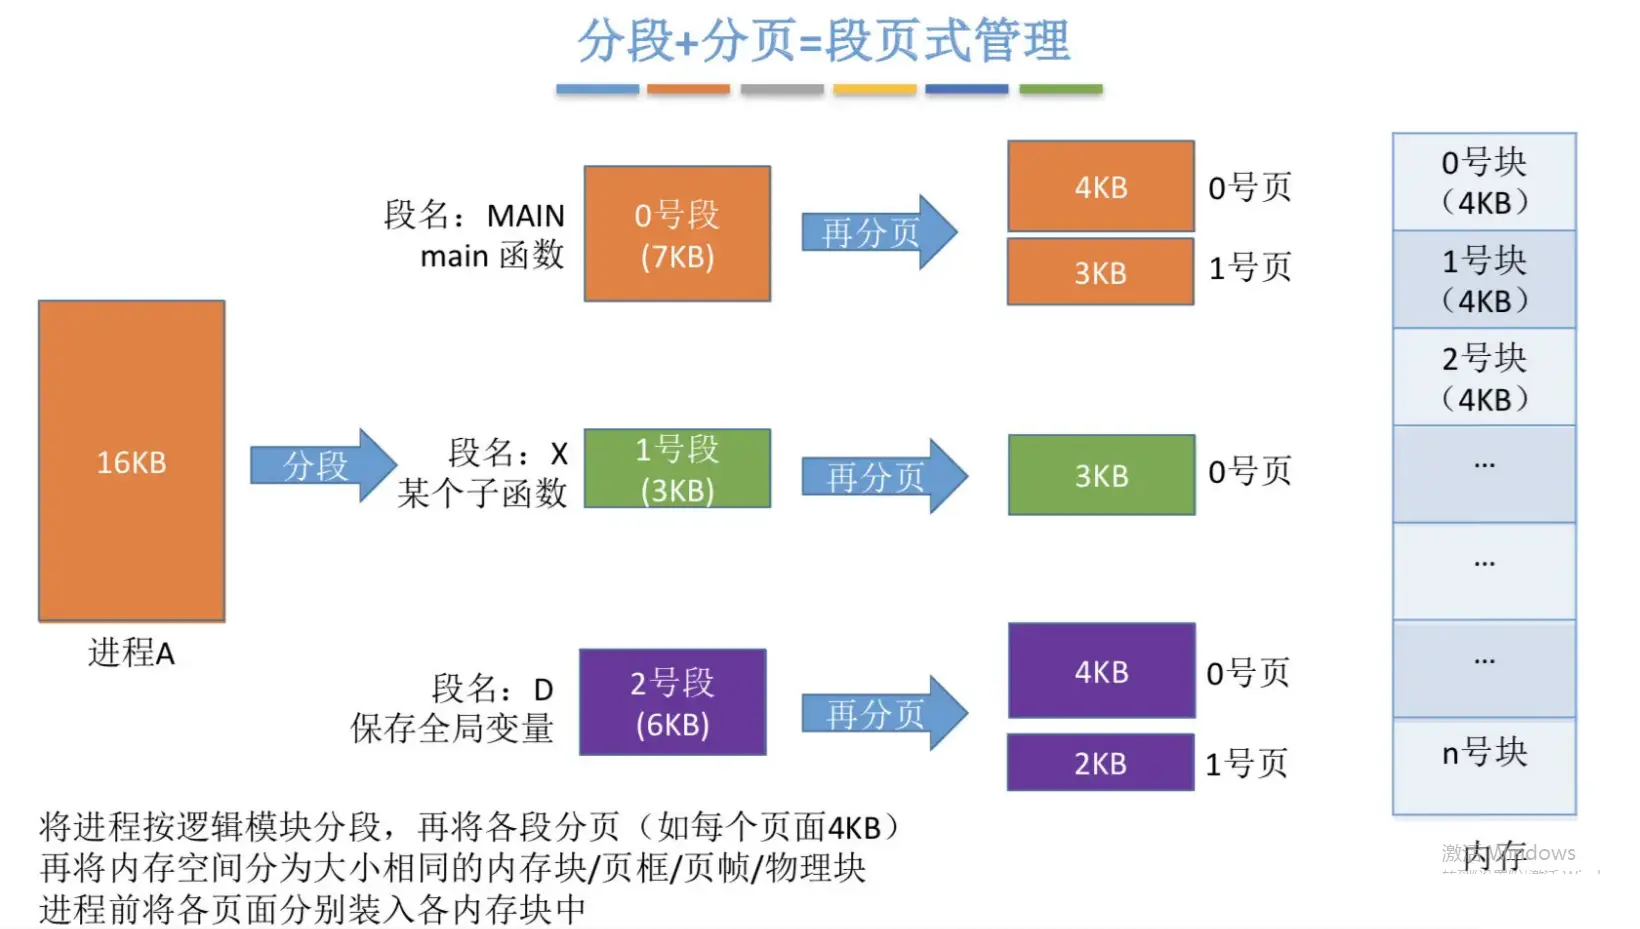 分段+分页=段页式管理
段名：MAIN
main 函数
0号段
(7KB)
再分页
4KB
0号页
3KB
1号页
16KB
进程A
分段
段名：X
某个子函数
1号段
(3KB)
再分页
3KB
0号页
段名：D
保存全局变量
2号段
(6KB)
再分页
4KB
0号页
2KB
1号页
0号块
（4KB）
1号块
（4KB）
2号块
（4KB）
...
...
...
n号块
内存
激活 Windows
将进程按逻辑模块分段，再将各段分页（如每个页面4KB）
再将内存空间分为大小相同的内存块/页框/页帧/物理块
进程前将各页面分别装入各内存块中